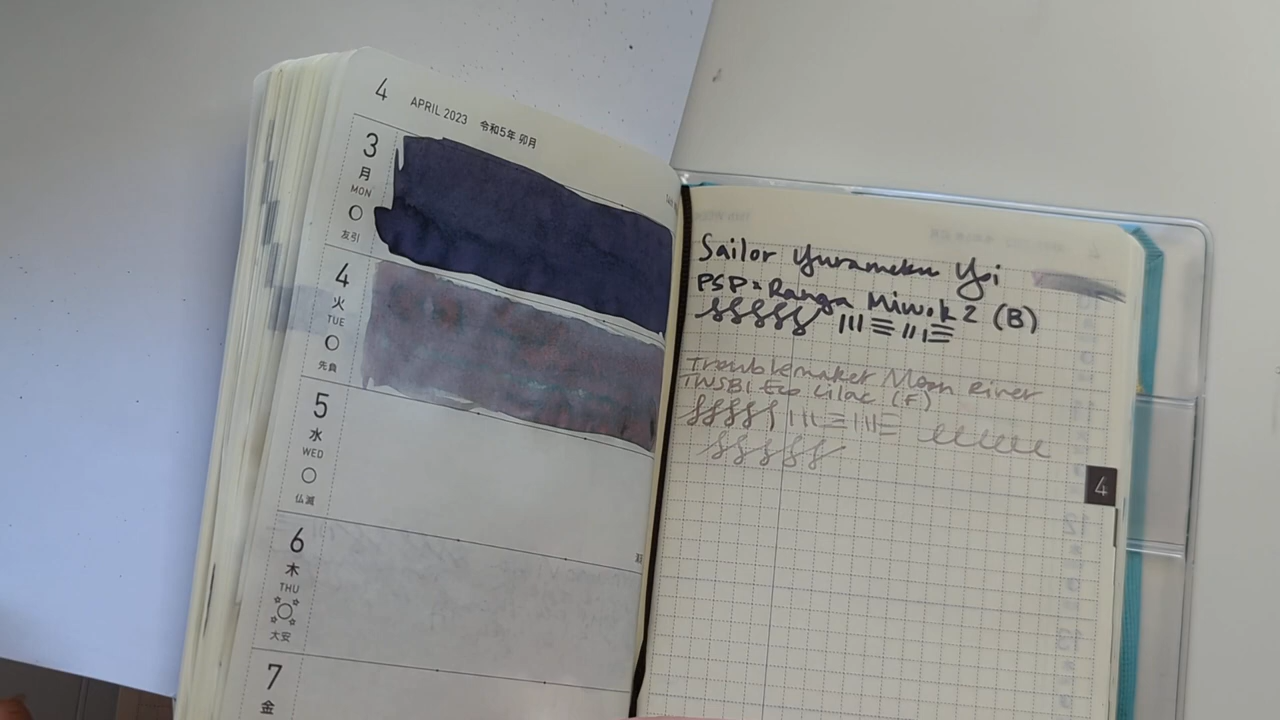 4 APRIL 2023 令和5年 卯月
3
月
MON
友引
4
火
TUE
先負
5
水
WED
仏滅
6
木
THU
大安
7
金
Sailor Yurameku Yoi
PSP: Ranga Miwok 2 (B)
Troublemaker Moon River
TWSBI Eco Lilac (F)
4